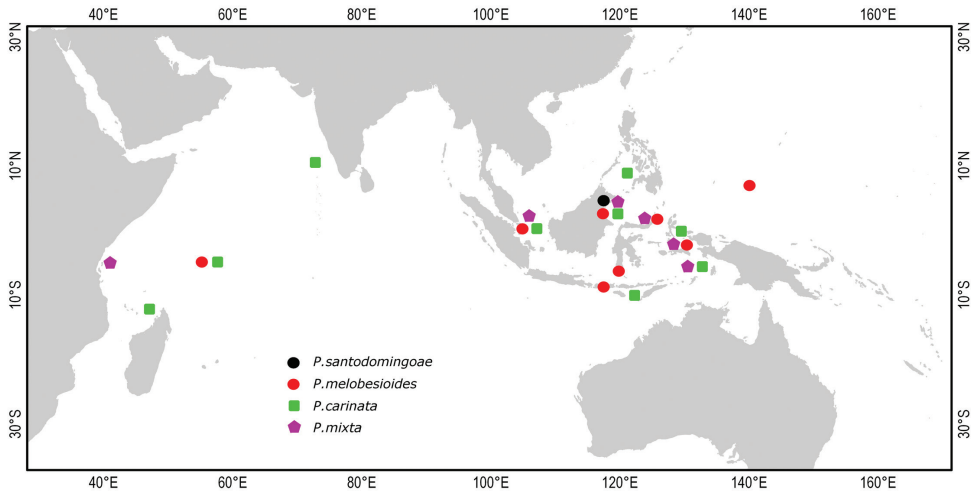 40°E 60°E 80°E 100°E 120°E 140°E 160°E
30°N 30°N
10°N 10°N
10°S 10°S
30°S 30°S
P.santodomingoae
P.melobesioides
P.carinata
P.mixta
40°E 60°E 80°E 100°E 120°E 140°E 160°E